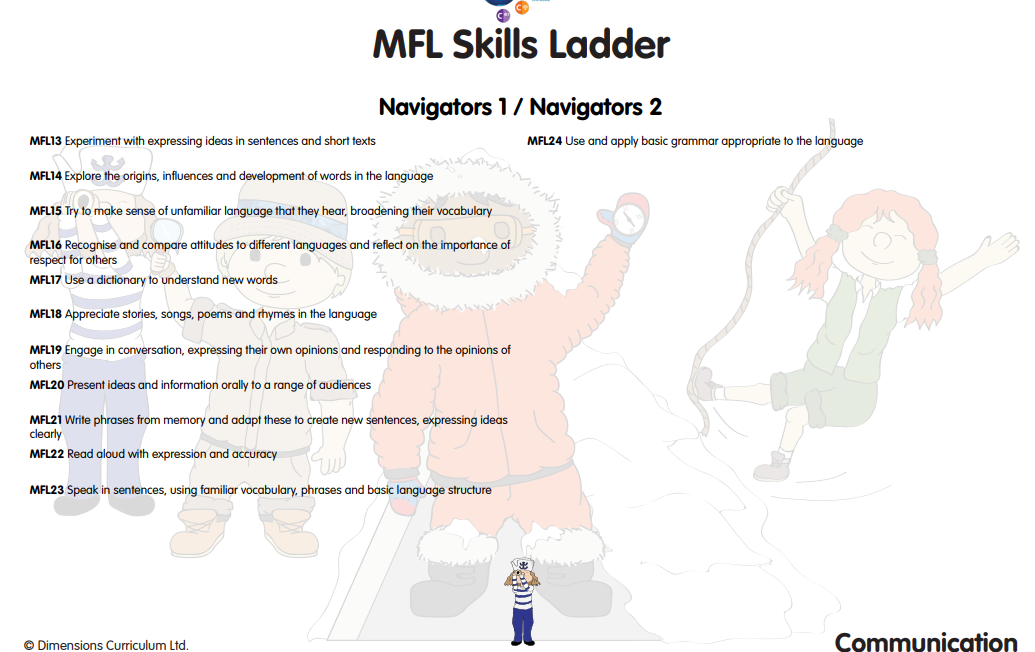 MFL Skills Ladder
Navigators 1 / Navigators 2
MFL13 Experiment with expressing ideas in sentences and short texts
MFL14 Explore the origins, influences and development of words in the language
MFL15 Try to make sense of unfamiliar language that they hear, broadening their vocabulary
MFL16 Recognise and compare attitudes to different languages and reflect on the importance of
respect for others
MFL17 Use a dictionary to understand new words
MFL18 Appreciate stories, songs, poems and rhymes in the language
MFL19 Engage in conversation, expressing their own opinions and responding to the opinions of
others
MFL20 Present ideas and information orally to a range of audiences
MFL21 Write phrases from memory and adapt these to create new sentences, expressing ideas
clearly
MFL22 Read aloud with expression and accuracy
MFL23 Speak in sentences, using familiar vocabulary, phrases and basic language structure
MFL24 Use and apply basic grammar appropriate to the language
© Dimensions Curriculum Ltd.
Communication